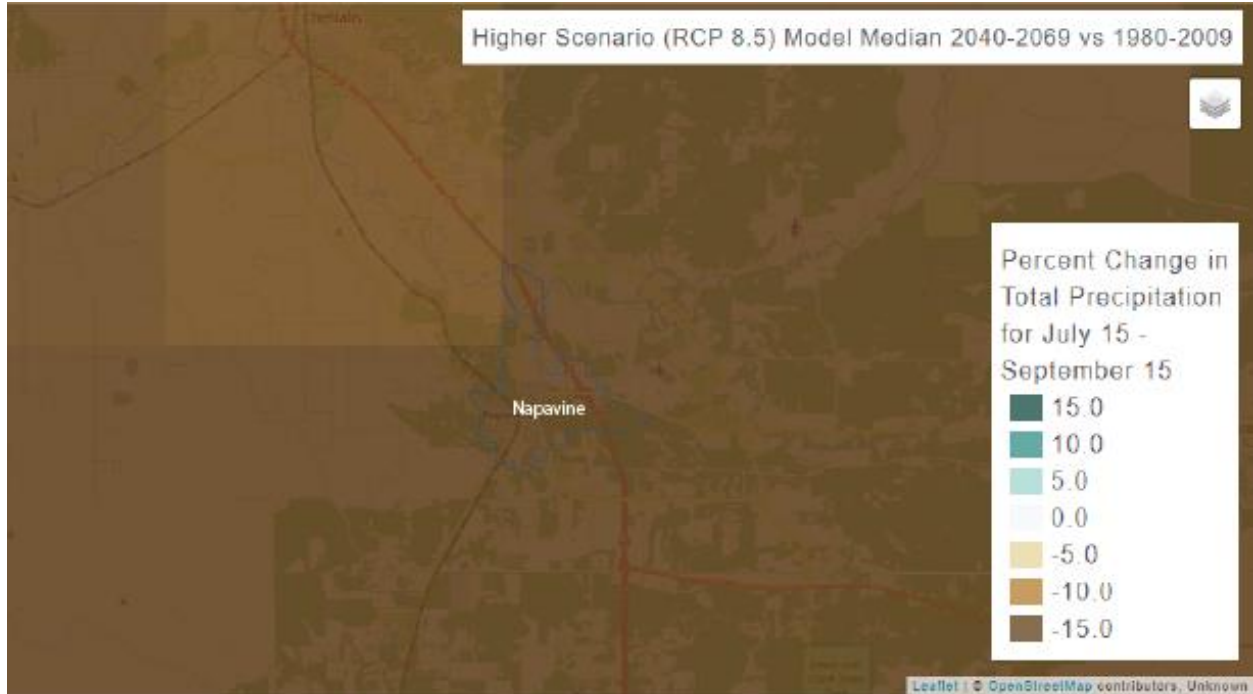 Higher Scenario (RCP 8.5) Model Median 2040-2069 vs 1980-2009
Percent Change in
Total Precipitation
for July 15 -
September 15
15.0
10.0
5.0
0.0
-5.0
-10.0
-15.0
Napavine
Leaflet | © OpenStreetMap contributors, Unknown